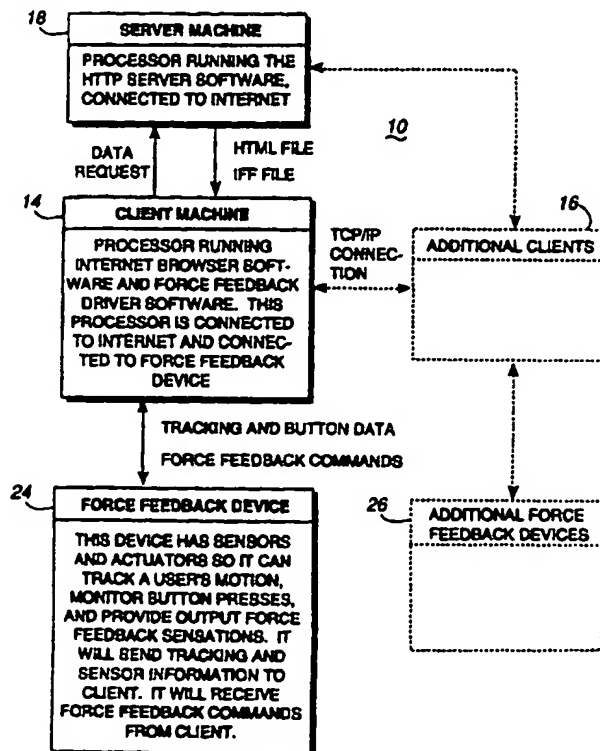 18
SERVER MACHINE
PROCESSOR RUNNING THE
HTTP SERVER SOFTWARE,
CONNECTED TO INTERNET
10
DATA
REQUEST
HTML FILE
IFF FILE
14
CLIENT MACHINE
PROCESSOR RUNNING
INTERNET BROWSER SOFT-
WARE AND FORCE FEEDBACK
DRIVER SOFTWARE. THIS
PROCESSOR IS CONNECTED
TO INTERNET AND CONNEC-
TED TO FORCE FEEDBACK
DEVICE
TCP/IP
CONNEC-
TION
16
ADDITIONAL CLIENTS
TRACKING AND BUTTON DATA
FORCE FEEDBACK COMMANDS
24
FORCE FEEDBACK DEVICE
THIS DEVICE HAS SENSORS
AND ACTUATORS SO IT CAN
TRACK A USER'S MOTION,
MONITOR BUTTON PRESSES,
AND PROVIDE OUTPUT FORCE
FEEDBACK SENSATIONS. IT
WILL SEND TRACKING AND
SENSOR INFORMATION TO
CLIENT. IT WILL RECEIVE
FORCE FEEDBACK COMMANDS
FROM CLIENT.
26
ADDITIONAL FORCE
FEEDBACK DEVICES